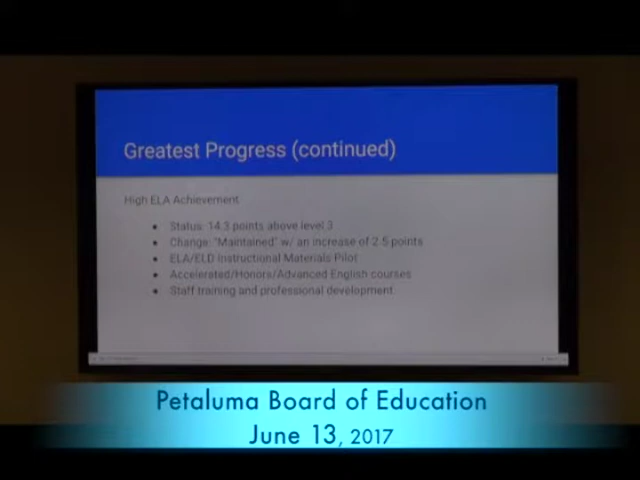 Greatest Progress (continued)
High ELA Achievement
• Status: 14.3 points above level 3
• Change: "Maintained" w/ an increase of 2.5 points
• ELA/ELD Instructional Materials Pilot
• Accelerated/Honors/Advanced English courses
• Staff training and professional development
Petaluma Board of Education
June 13, 2017